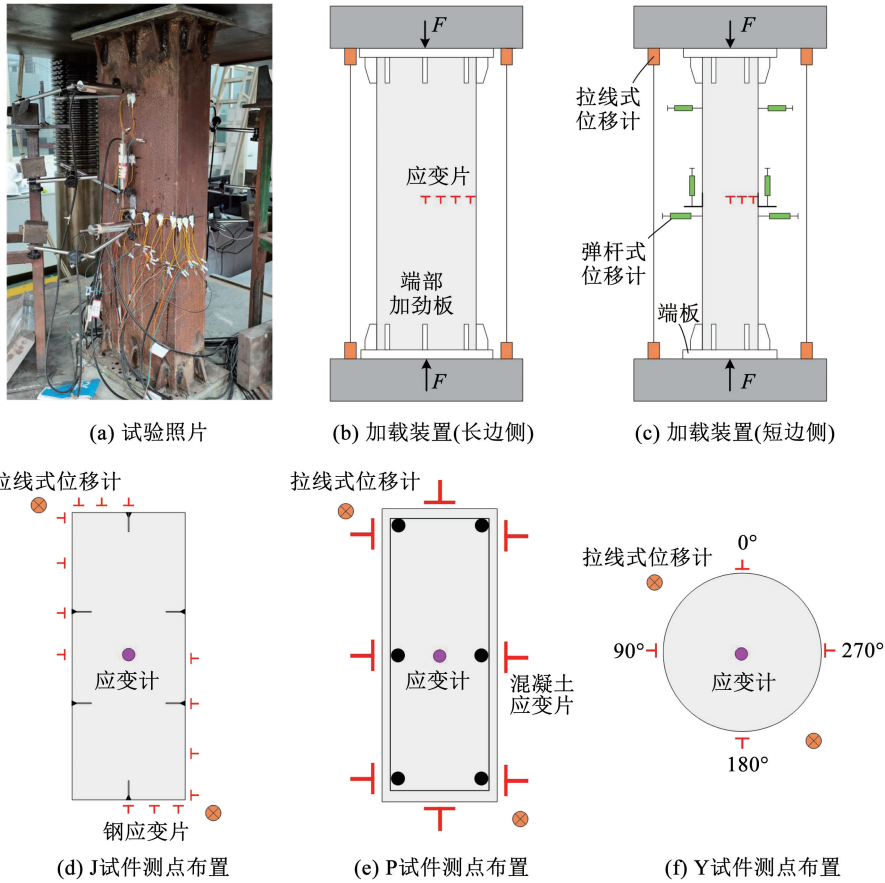 F
F
拉线式
位移计
应变片
弹杆式
位移计
端部
加劲板
端板
F
F
(a) 试验照片
(b) 加载装置(长边侧)
(c) 加载装置(短边侧)
拉线式位移计
应变计
钢应变片
拉线式位移计
应变计
混凝土
应变片
拉线式位移计
0°
90°
270°
应变计
180°
(d) J试件测点布置
(e) P试件测点布置
(f) Y试件测点布置